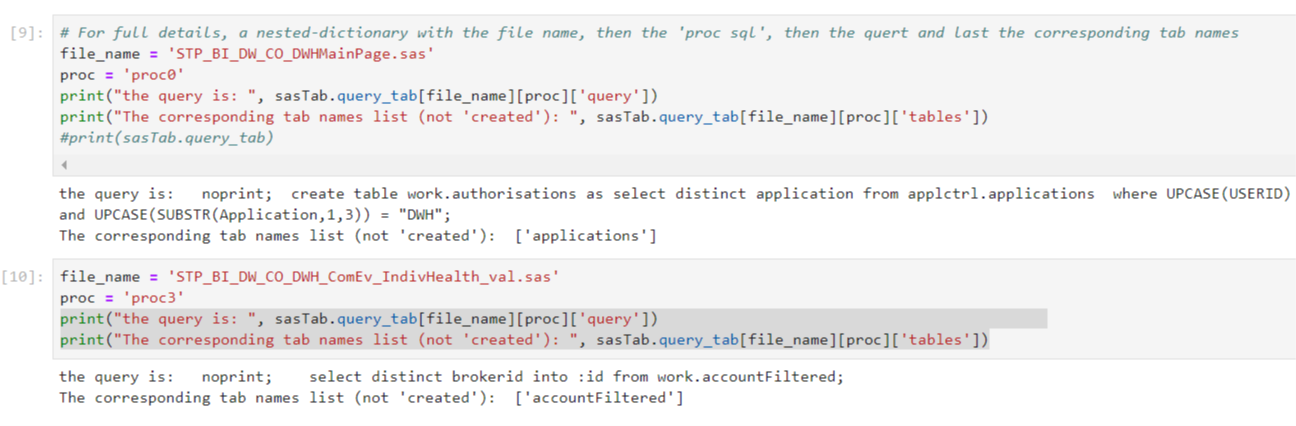 [9]: # For full details, a nested-dictionary with the file name, then the 'proc sql', then the quert and last the corresponding tab names
file_name = 'STP_BI_DW_CO_DWHMainPage.sas'
proc = 'proc0'
print("the query is: ", sasTab.query_tab[file_name][proc]['query'])
print("The corresponding tab names list (not 'created'): ", sasTab.query_tab[file_name][proc]['tables'])
#print(sasTab.query_tab)
the query is:   noprint;  create table work.authorisations as select distinct application from applctrl.applications  where UPCASE(USERID)
and UPCASE(SUBSTR(Application,1,3)) = "DWH";
The corresponding tab names list (not 'created'):  ['applications']
[10]: file_name = 'STP_BI_DW_CO_DWH_ComEv_IndivHealth_val.sas'
proc = 'proc3'
print("the query is: ", sasTab.query_tab[file_name][proc]['query'])
print("The corresponding tab names list (not 'created'): ", sasTab.query_tab[file_name][proc]['tables'])
the query is:   noprint;    select distinct brokerid into :id from work.accountFiltered;
The corresponding tab names list (not 'created'):  ['accountFiltered']